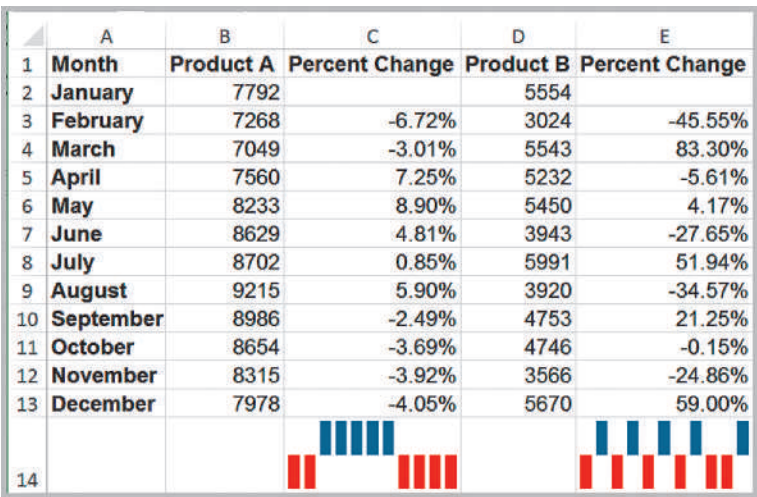 A B C D E
1 Month Product A Percent Change Product B Percent Change
2 January 7792 5554
3 February 7268 -6.72% 3024 -45.55%
4 March 7049 -3.01% 5543 83.30%
5 April 7560 7.25% 5232 -5.61%
6 May 8233 8.90% 5450 4.17%
7 June 8629 4.81% 3943 -27.65%
8 July 8702 0.85% 5991 51.94%
9 August 9215 5.90% 3920 -34.57%
10 September 8986 -2.49% 4753 21.25%
11 October 8654 -3.69% 4746 -0.15%
12 November 8315 -3.92% 3566 -24.86%
13 December 7978 -4.05% 5670 59.00%
14